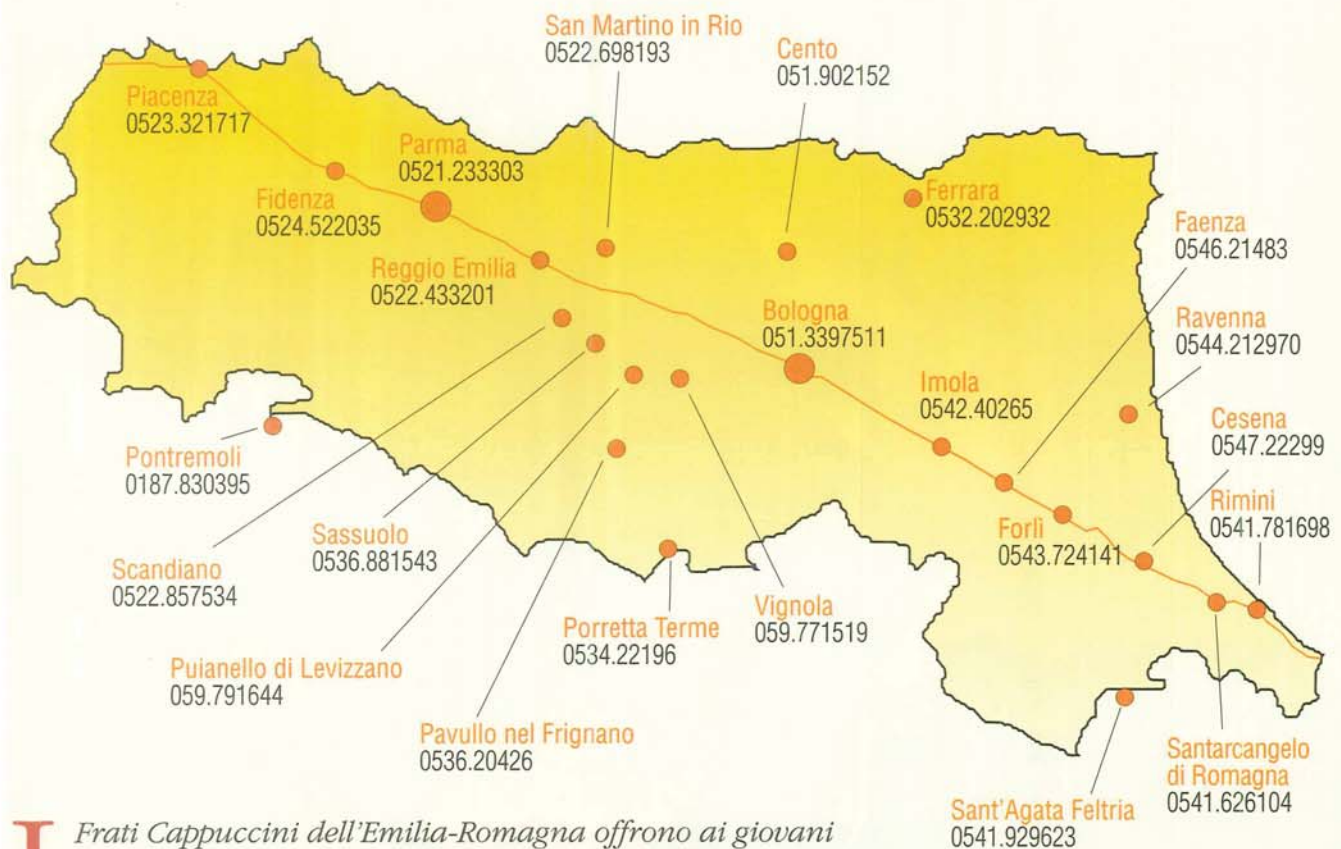 San Martino in Rio
0522.698193
Cento
051.902152
Piacenza
0523.321717
Parma
0521.233303
Fidenza
0524.522035
Ferrara
0532.202932
Faenza
0546.21483
Reggio Emilia
0522.433201
Bologna
051.3397511
Ravenna
0544.212970
Imola
0542.40265
Cesena
0547.22299
Pontremoli
0187.830395
Rimini
0541.781698
Sassuolo
0536.881543
Forlì
0543.724141
Scandiano
0522.857534
Vignola
059.771519
Porretta Terme
0534.22196
Puianello di Levizzano
059.791644
Pavullo nel Frignano
0536.20426
Santarcangelo
di Romagna
0541.626104
Sant'Agata Feltria
0541.929623
I Frati Cappuccini dell'Emilia-Romagna offrono ai giovani